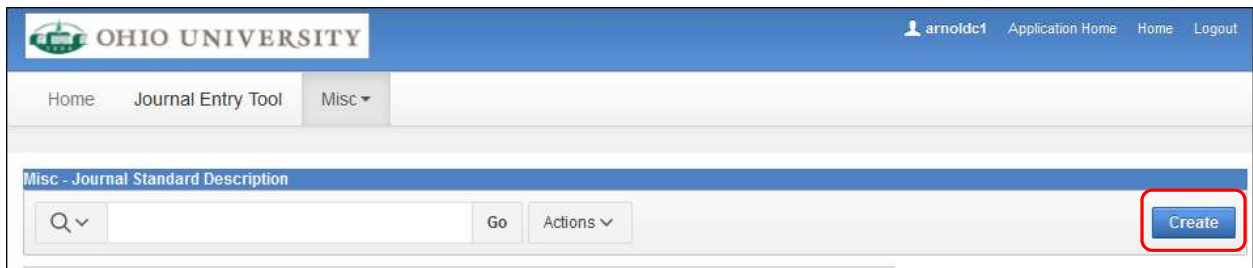 OHIO UNIVERSITY
arnoldc1 Application Home Home Logout
Home Journal Entry Tool Misc
Misc - Journal Standard Description
Go Actions Create